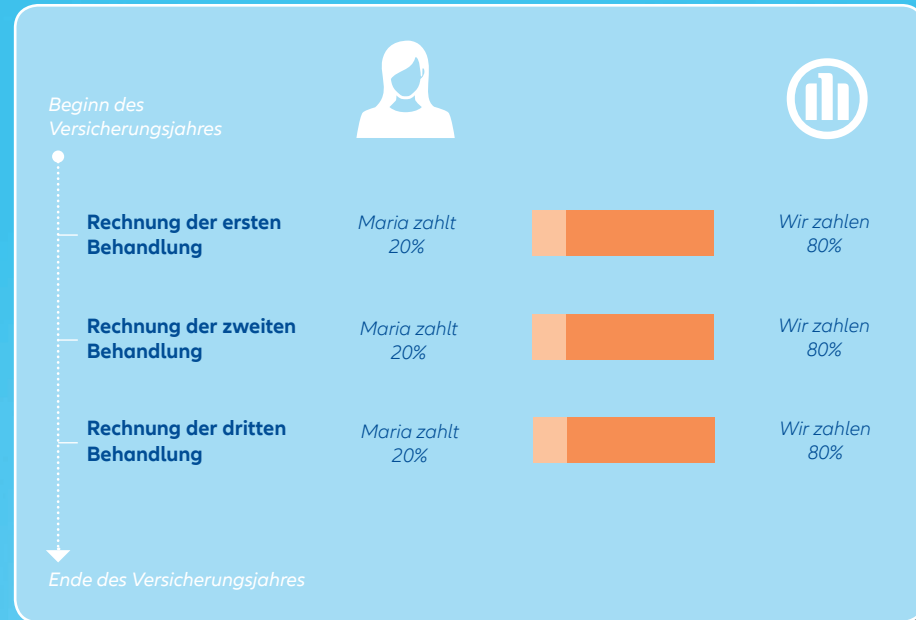 Beginn des
Versicherungsjahres
Rechnung der ersten
Behandlung
Maria zahlt
20%
Wir zahlen
80%
Rechnung der zweiten
Behandlung
Maria zahlt
20%
Wir zahlen
80%
Rechnung der dritten
Behandlung
Maria zahlt
20%
Wir zahlen
80%
Ende des Versicherungsjahres